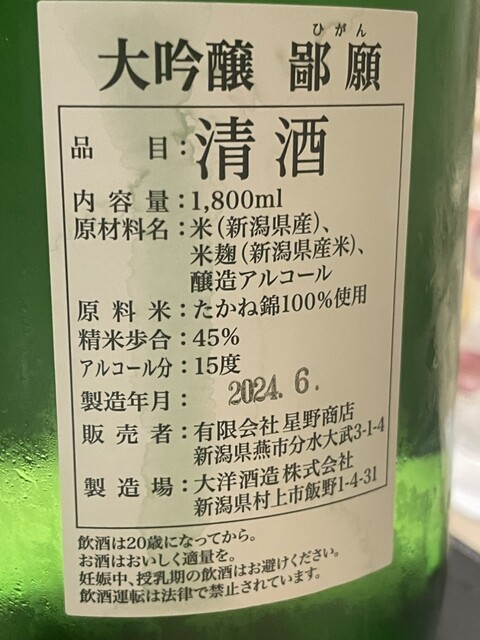 ひがん
大吟醸 鄙願
品目：清酒
内容量：1,800ml
原材料名：米（新潟県産）、
米麹（新潟県産米）、
醸造アルコール
原料米：たかね錦100%使用
精米歩合：45%
アルコール分：15度
製造年月：2024. 6.
販売者：有限会社 星野商店
新潟県燕市分水大武3-1-4
製造場：大洋酒造 株式会社
新潟県村上市飯野1-4-31
飲酒は20歳になってから。
お酒はおいしく適量を。
妊娠中、授乳期の飲酒はお避けください。
飲酒運転は法律で禁止されています。